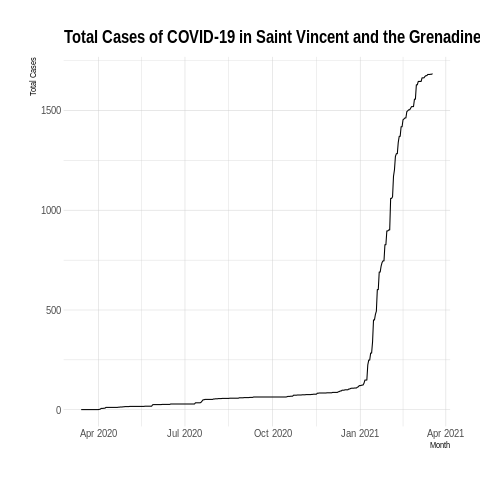 Total Cases of COVID-19 in Saint Vincent and the Grenadine
Total Cases
1500
1000
500
0
Apr 2020
Jul 2020
Oct 2020
Jan 2021
Apr 2021
Month